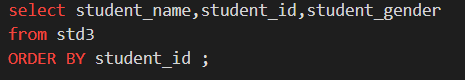 select student_name,student_id,student_gender
from std3
ORDER BY student_id ;